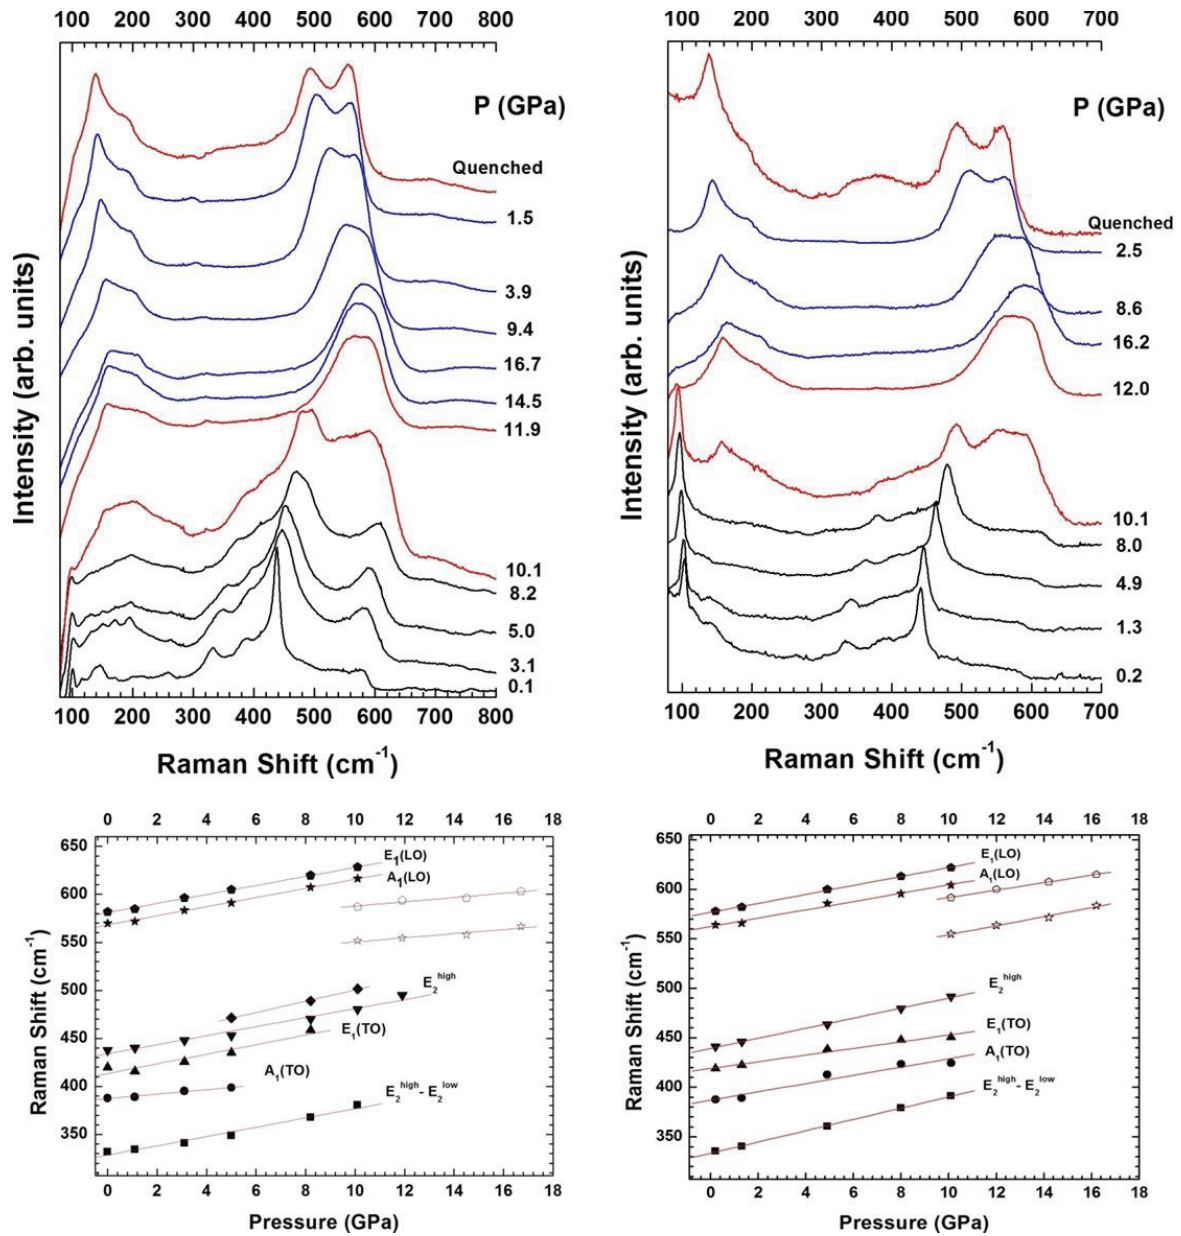 100 200 300 400 500 600 700 800
P (GPa)
Quenched
1.5
3.9
9.4
16.7
14.5
11.9
10.1
8.2
5.0
3.1
0.1
Intensity (arb. units)
100 200 300 400 500 600 700 800
Raman Shift (cm-1)
100 200 300 400 500 600 700
P (GPa)
Quenched
2.5
8.6
16.2
12.0
10.1
8.0
4.9
1.3
0.2
Intensity (arb. units)
100 200 300 400 500 600 700
Raman Shift (cm-1)
0 2 4 6 8 10 12 14 16 18
650
600
550
500
450
400
350
Raman Shift (cm-1)
E1(LO)
A1(LO)
E2high
E1(TO)
A1(TO)
E2high- E2low
0 2 4 6 8 10 12 14 16 18
Pressure (GPa)
0 2 4 6 8 10 12 14 16 18
650
600
550
500
450
400
350
Raman Shift (cm-1)
E1(LO)
A1(LO)
E2high
E1(TO)
A1(TO)
E2high- E2low
0 2 4 6 8 10 12 14 16 18
Pressure (GPa)